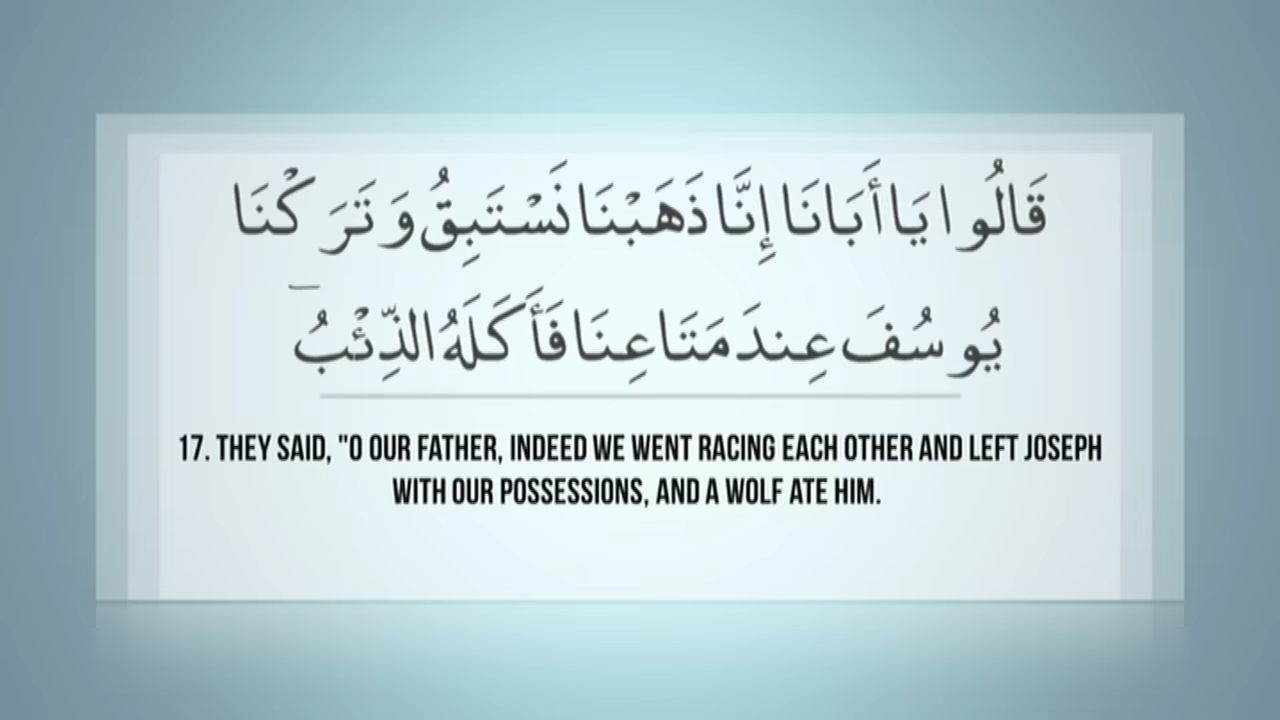 قَالُوا يَا أَبَانَا إِنَّا ذَهَبْنَا نَسْتَبِقُ وَتَرَكْنَا
يُوسُفَ عِندَ مَتَاعِنَا فَأَكَلَهُ الذِّئْبُ ۖ
17. THEY SAID, "O OUR FATHER, INDEED WE WENT RACING EACH OTHER AND LEFT JOSEPH
WITH OUR POSSESSIONS, AND A WOLF ATE HIM.